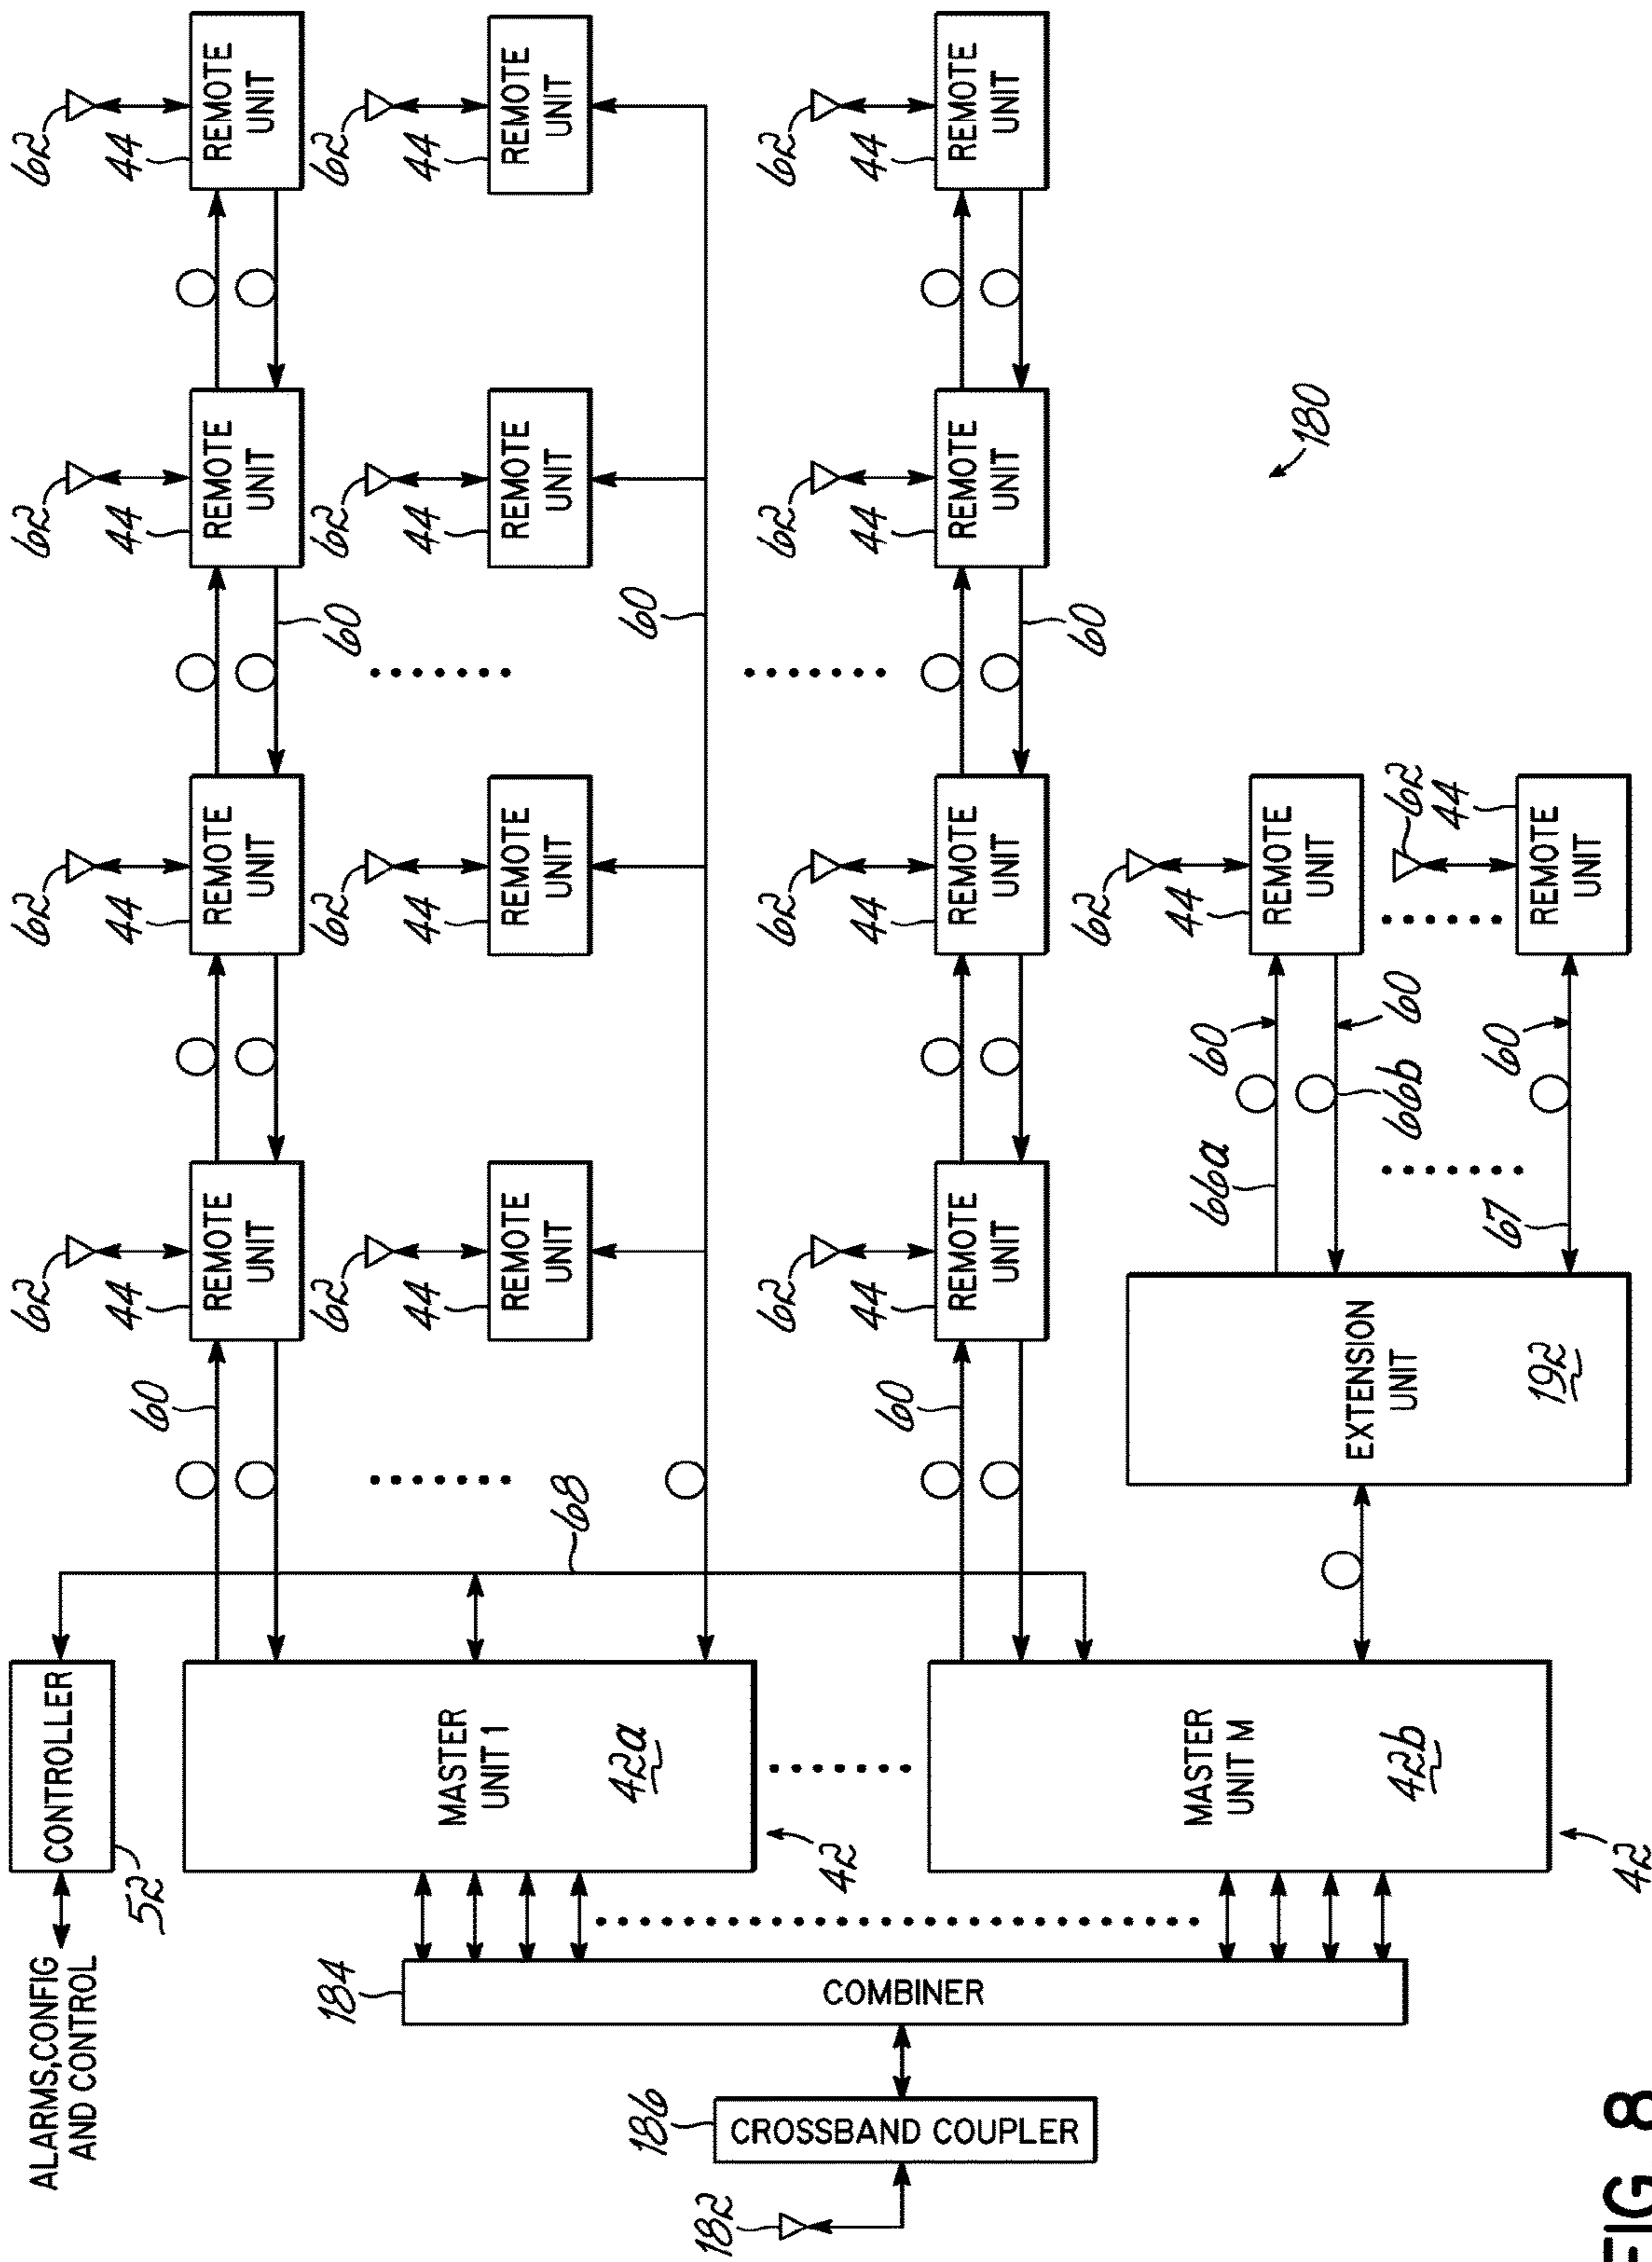 ALARMS,CONFIG
AND CONTROL
CONTROLLER
52
62
44
REMOTE
UNIT
62
44
REMOTE
UNIT
62
44
REMOTE
UNIT
62
44
REMOTE
UNIT
60
60
62
44
REMOTE
UNIT
62
44
REMOTE
UNIT
62
44
REMOTE
UNIT
62
44
REMOTE
UNIT
184
MASTER
UNIT 1
42a
68
60
42
182
186
CROSSBAND COUPLER
COMBINER
62
44
REMOTE
UNIT
62
44
REMOTE
UNIT
62
44
REMOTE
UNIT
62
44
REMOTE
UNIT
60
60
MASTER
UNIT M
42b
42
EXTENSION
UNIT
192
62
44
REMOTE
UNIT
66a
60
66b
60
180
62
44
REMOTE
UNIT
67
60
FIG. 8